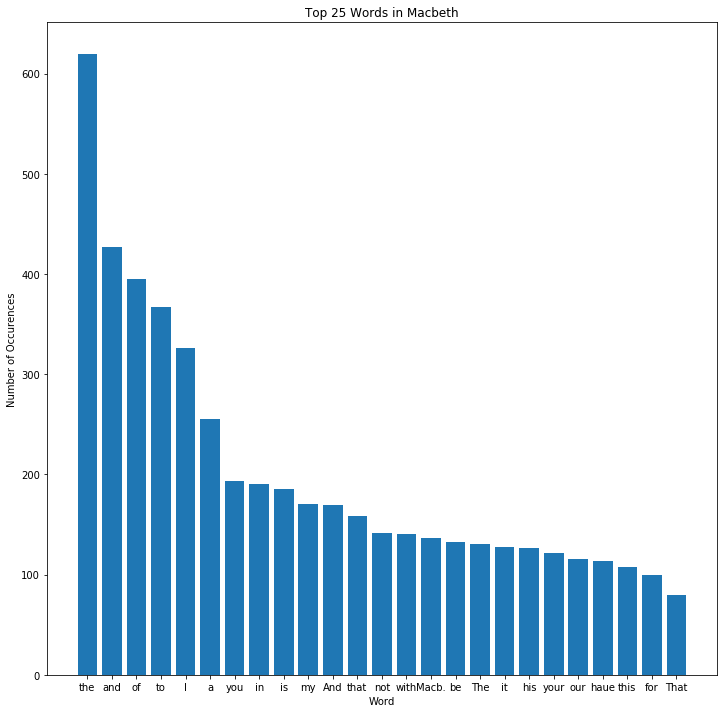 Top 25 Words in Macbeth
Number of Occurences
600
500
400
300
200
100
0
the and of to I a you in is my And that not with Macb. be The it his your our haue this for That
Word